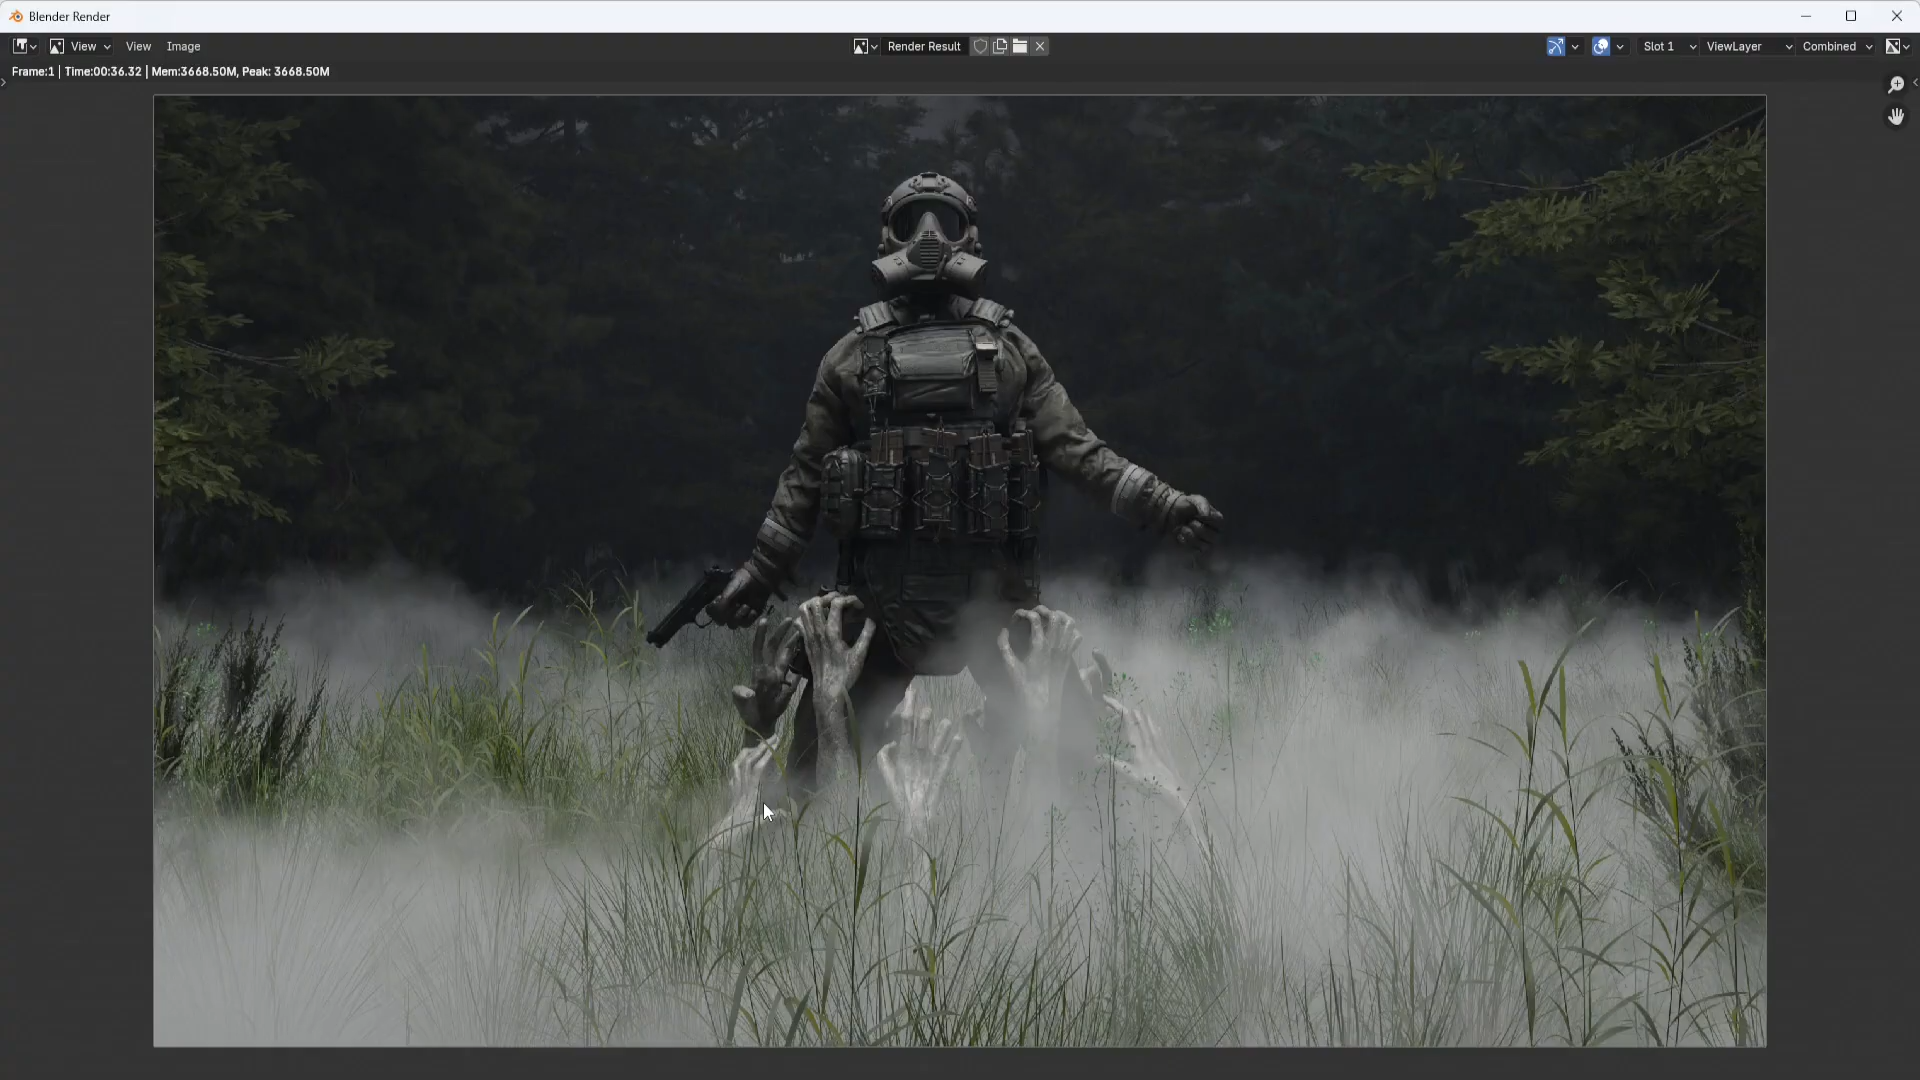 Blender Render
View View Image Render Result Slot 1 ViewLayer Combined
Frame:1 | Time:00:36.32 | Mem:3668.50M, Peak: 3668.50M